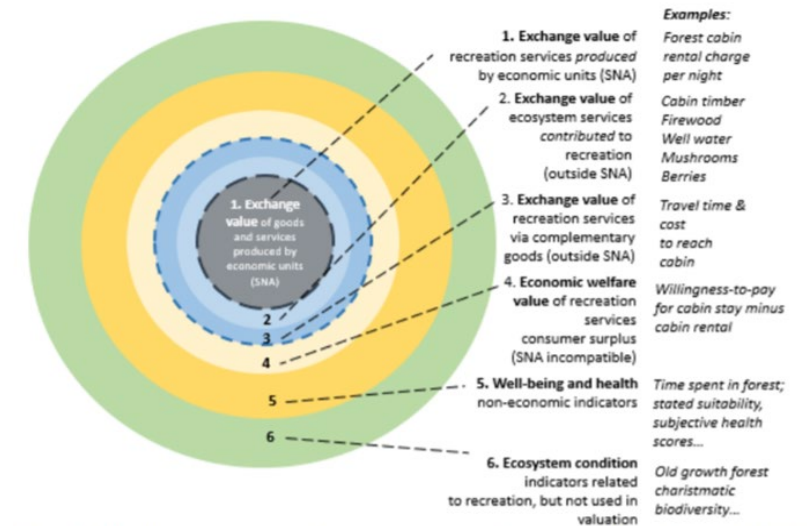 Examples:
1. Exchange value of
recreation services produced
by economic units (SNA)
Forest cabin
rental charge
per night
2. Exchange value of
ecosystem services
contributed to
recreation
(outside SNA)
Cabin timber
Firewood
Well water
Mushrooms
Berries
3. Exchange value of
recreation services
via complementary
goods (outside SNA)
Travel time &
cost
to reach
cabin
4. Economic welfare
value of recreation
services
consumer surplus
(SNA incompatible)
Willingness-to-pay
for cabin stay minus
cabin rental
5. Well-being and health
non-economic indicators
Time spent in forest;
stated suitability,
subjective health
scores...
6. Ecosystem condition
indicators related
to recreation, but not used in
valuation
Old growth forest
charistmatic
biodiversity...
1. Exchange
value of goods
and services
produced by
economic units
(SNA)
2
3
4
5
6